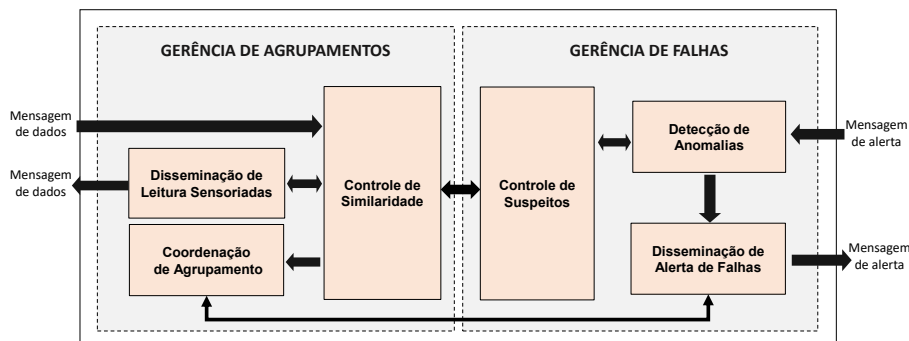 GERÊNCIA DE AGRUPAMENTOS
GERÊNCIA DE FALHAS
Mensagem
de dados
Mensagem
de dados
Disseminação de
Leitura Sensoriadas
Coordenação
de Agrupamento
Controle de
Similaridade
Controle de
Suspeitos
Detecção de
Anomalias
Disseminação de
Alerta de Falhas
Mensagem
de alerta
Mensagem
de alerta